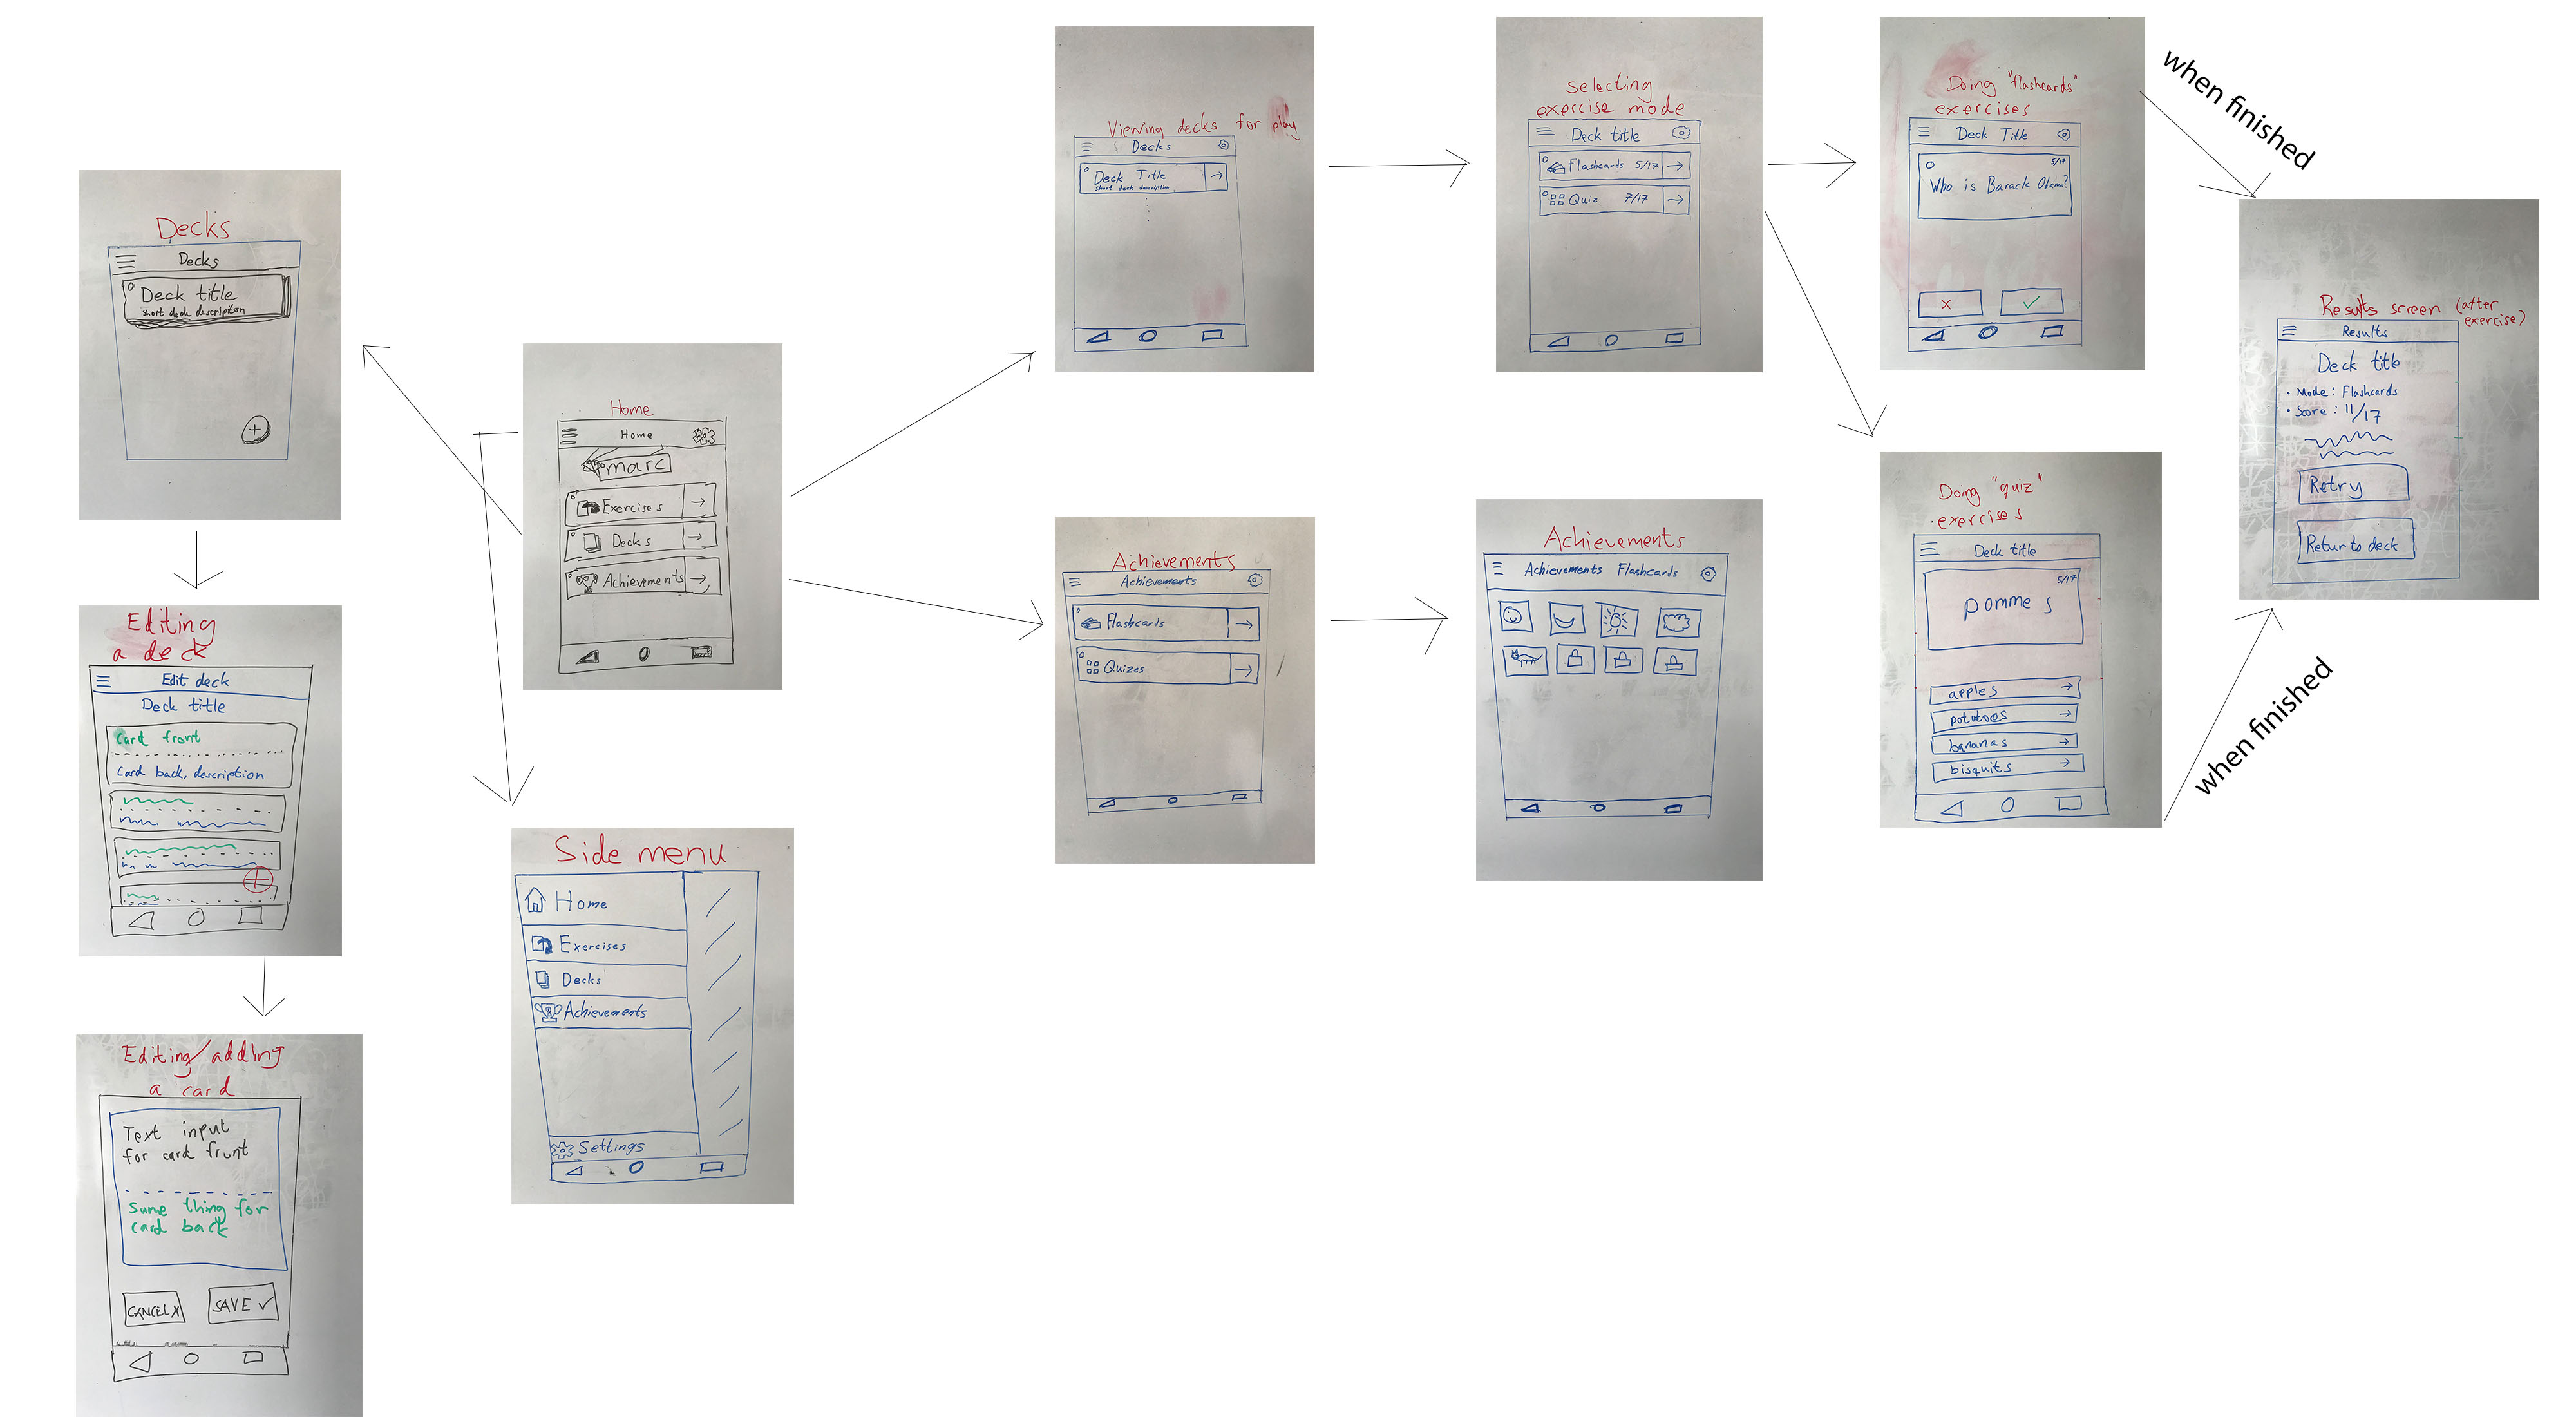 Decks
Decks
Deck title
short deck description
+
Editing
a deck
Edit deck
Deck title
Card front
Card back, description
+
Editing/adding
a card
Text input
for card frunt
Sume thing for
card back
CANCEL X
SAVE ✓
Home
Home
marc
Exercises
Decks
Achievements
Side menu
Home
Exercises
Decks
Achievements
Settings
Viewing decks for play
Decks
Deck Title
short deck description
Selecting
exercise mode
Deck title
Flashcards 5/17
Quiz 7/17
Doing "flashcards"
exercises
Deck Title
5/17
Who is Barack Obama?
X ✓
when finished
Results screen (after
exercise)
Results
Deck title
• Mode: Flashcards
• Score: 11/17
Retry
Retur to deck
Achievements
Achievements
Flashcards
Quizes
Achievements
Achievements Flashcards
Doing "quiz"
exercises
Deck title
5/17
pommes
apples
potatoes
bananas
bisquits
when finished